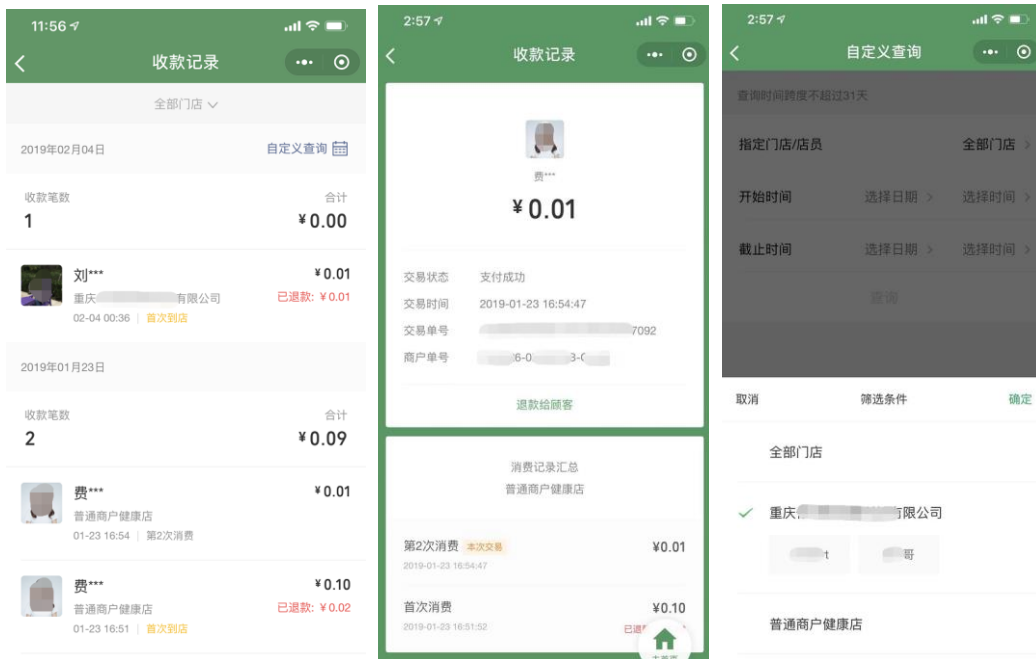 11:56
收款记录
全部门店
2019年02月04日
自定义查询
收款笔数
合计
1
¥0.00
刘***
¥0.01
重庆
有限公司
已退款: ¥0.01
02-04 00:36
首次到店
2019年01月23日
收款笔数
合计
2
¥0.09
费***
¥0.01
普通商户健康店
01-23 16:54
第2次消费
费***
¥0.10
普通商户健康店
已退款: ¥0.02
01-23 16:51
首次到店
2:57
收款记录
费***
¥0.01
交易状态
支付成功
交易时间
2019-01-23 16:54:47
交易单号
7092
商户单号
退款给顾客
消费记录汇总
普通商户健康店
第2次消费
本次交易
¥0.01
2019-01-23 16:54:47
首次消费
¥0.10
2019-01-23 16:51:52
2:57
自定义查询
查询时间跨度不超过31天
指定门店/店员
全部门店
开始时间
选择日期
选择时间
截止时间
选择日期
选择时间
查询
取消
筛选条件
确定
全部门店
重庆
有限公司
t
哥
普通商户健康店